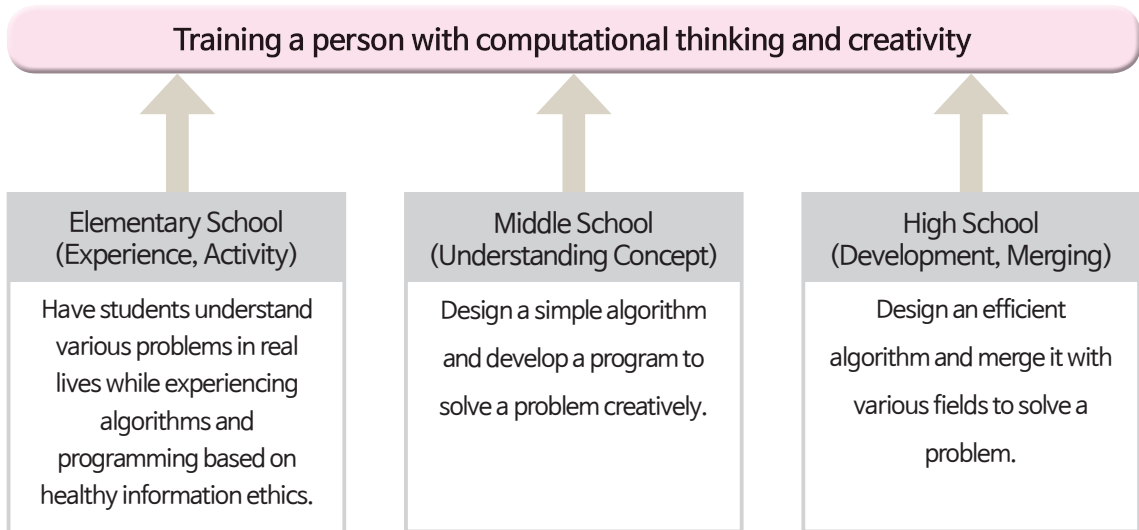 Training a person with computational thinking and creativity
Elementary School
(Experience, Activity)
Have students understand
various problems in real
lives while experiencing
algorithms and
programming based on
healthy information ethics.
Middle School
(Understanding Concept)
Design a simple algorithm
and develop a program to
solve a problem creatively.
High School
(Development, Merging)
Design an efficient
algorithm and merge it with
various fields to solve a
problem.